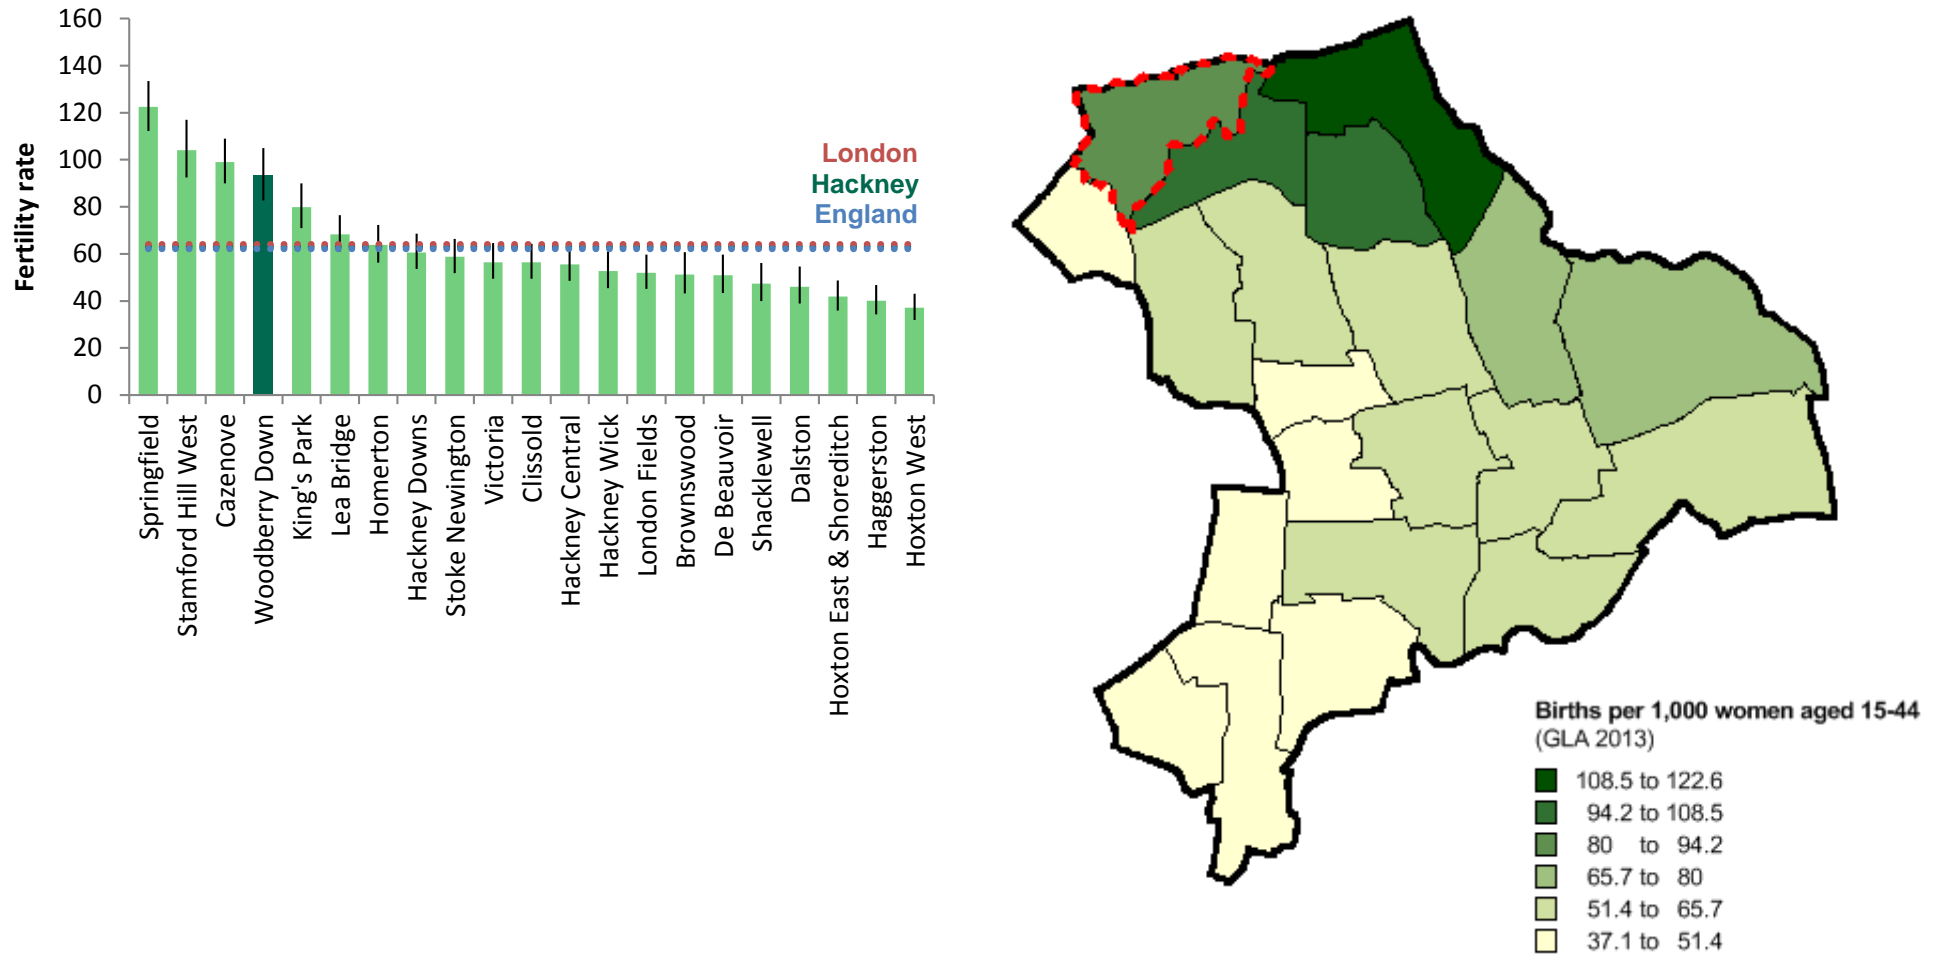 160
140
120
100
80
60
40
20
0
Fertility rate
London
Hackney
England
Springfield
Stamford Hill West
Cazenove
Woodberry Down
King's Park
Lea Bridge
Homerton
Hackney Downs
Stoke Newington
Victoria
Clissold
Hackney Central
Hackney Wick
London Fields
Brownswood
De Beauvoir
Shacklewell
Dalston
Hoxton East & Shoreditch
Haggerston
Hoxton West
Births per 1,000 women aged 15-44
(GLA 2013)
108.5 to 122.6
94.2 to 108.5
80 to 94.2
65.7 to 80
51.4 to 65.7
37.1 to 51.4